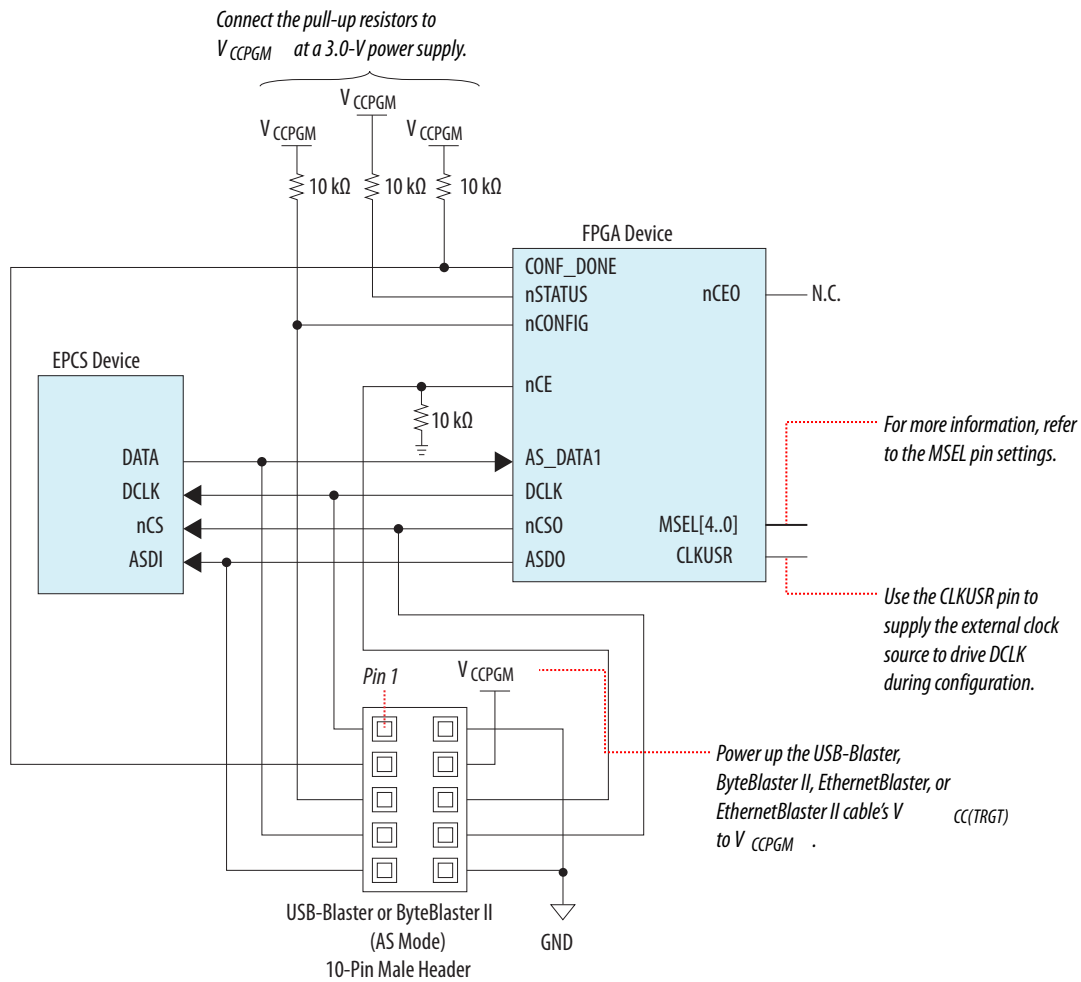 Connect the pull-up resistors to
V CCPGM at a 3.0-V power supply.
V CCPGM
V CCPGM
V CCPGM
10 kΩ
10 kΩ
10 kΩ
FPGA Device
CONF_DONE
nSTATUS
nCEO
N.C.
nCONFIG
EPCS Device
nCE
10 kΩ
For more information, refer
to the MSEL pin settings.
DATA
AS_DATA1
DCLK
DCLK
nCS
nCSO
MSEL[4..0]
ASDI
ASDO
CLKUSR
Use the CLKUSR pin to
supply the external clock
source to drive DCLK
during configuration.
Pin 1
V CCPGM
Power up the USB-Blaster,
ByteBlaster II, EthernetBlaster, or
EthernetBlaster II cable's V CC(TRGT)
to V CCPGM .
USB-Blaster or ByteBlaster II
(AS Mode)
10-Pin Male Header
GND